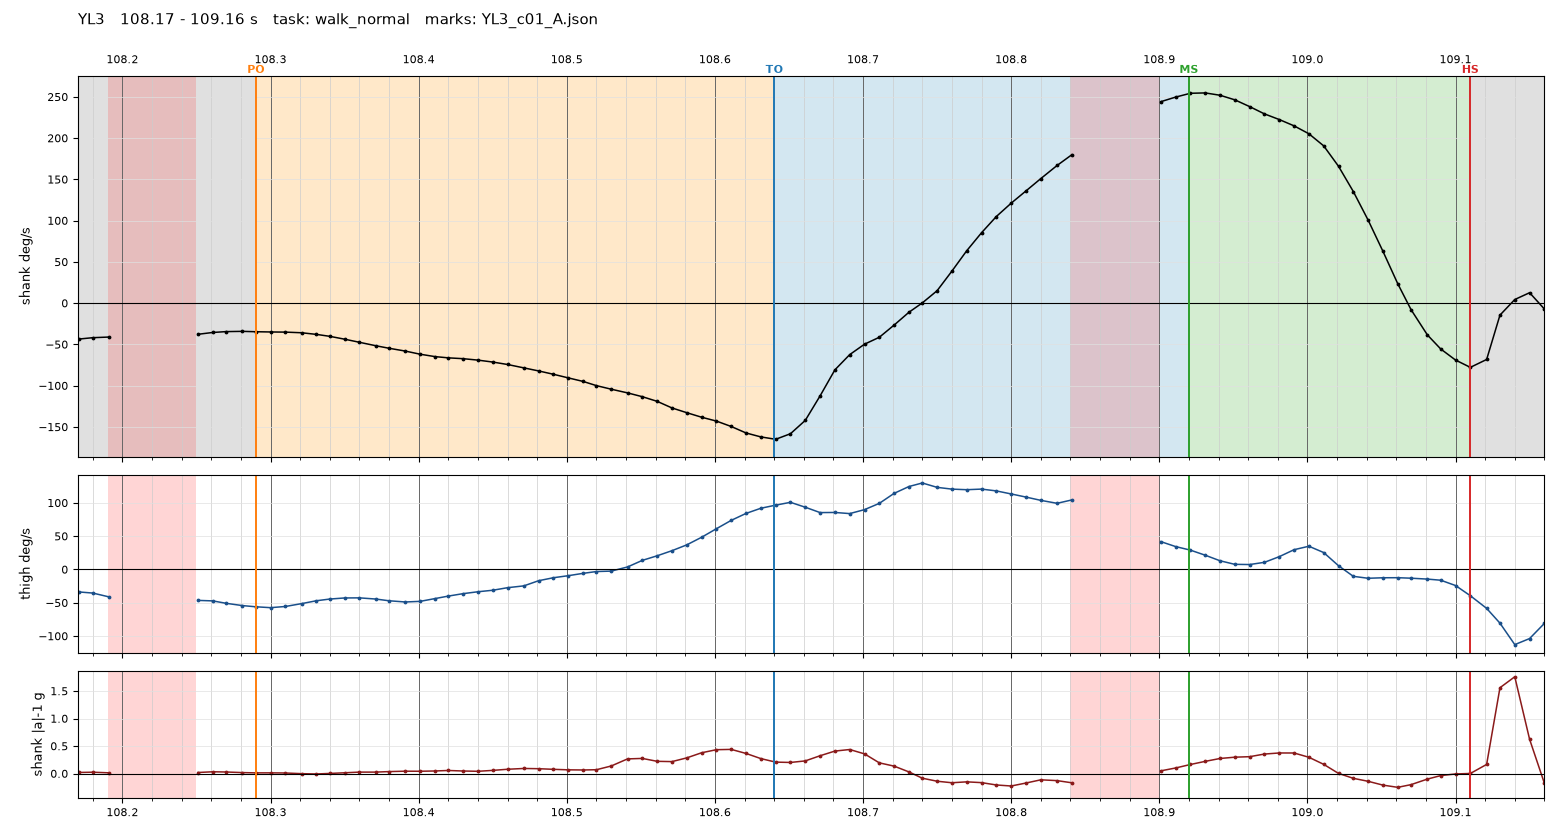 YL3   108.17 - 109.16 s   task: walk_normal   marks: YL3_c01_A.json
108.2 108.3 108.4 108.5 108.6 108.7 108.8 108.9 109.0 109.1
PO TO MS HS
shank deg/s
250
200
150
100
50
0
−50
−100
−150
thigh deg/s
100
50
0
−50
−100
shank |a|-1 g
1.5
1.0
0.5
0.0
108.2 108.3 108.4 108.5 108.6 108.7 108.8 108.9 109.0 109.1